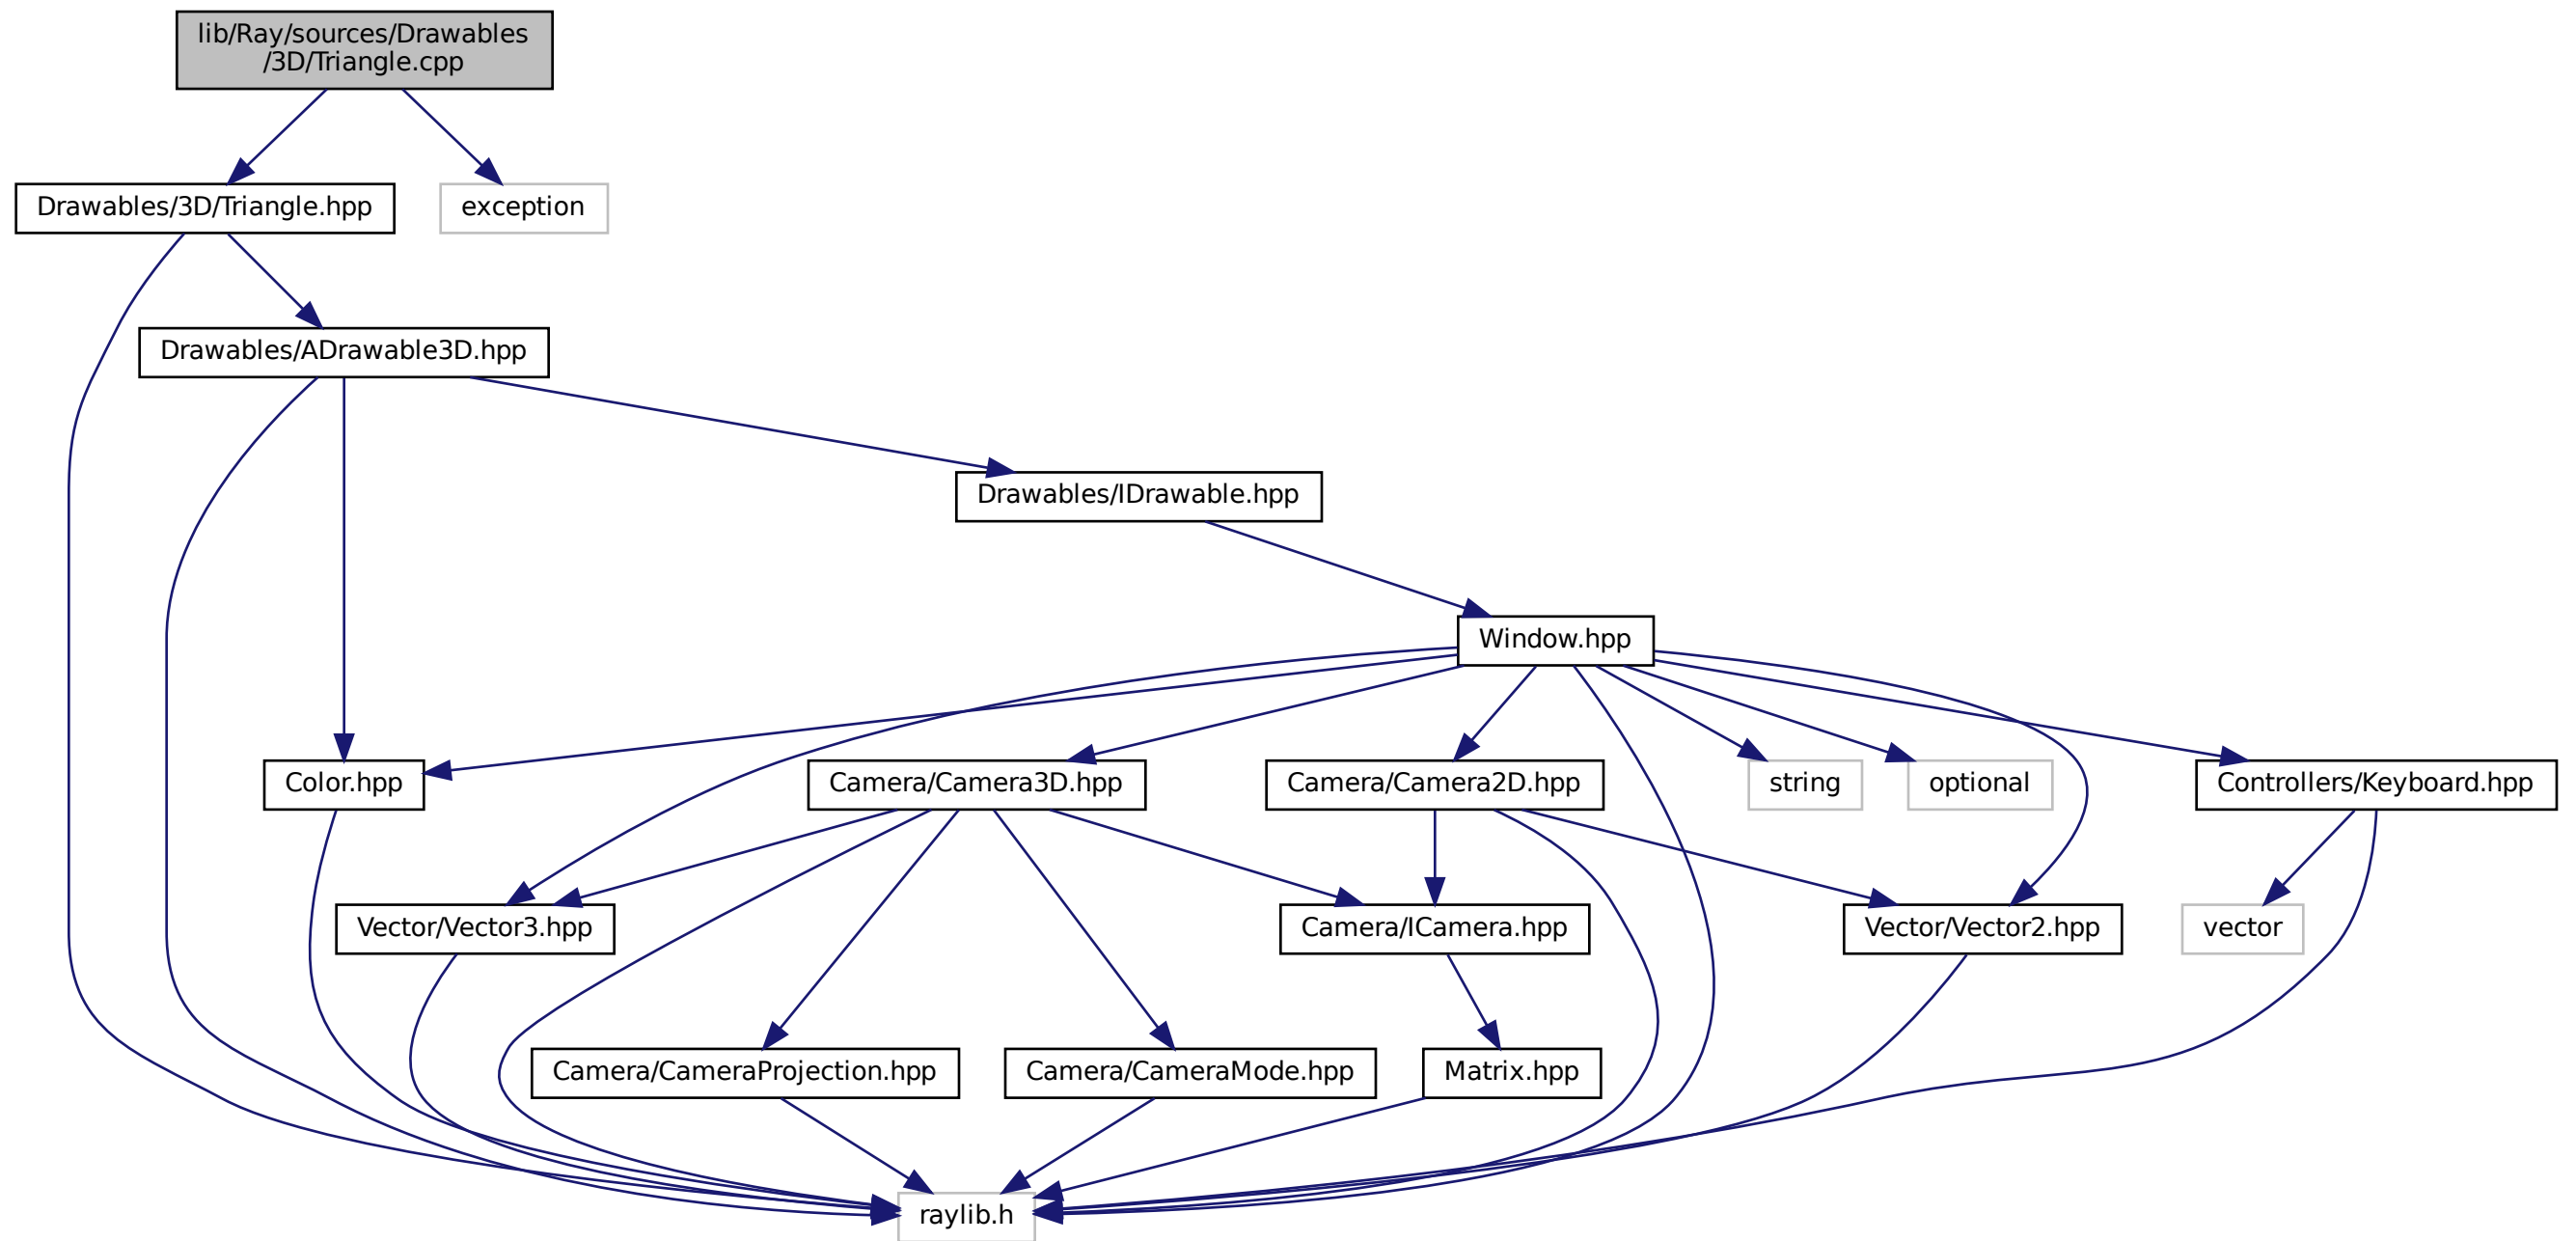 lib/Ray/sources/Drawables
/3D/Triangle.cpp
Drawables/3D/Triangle.hpp
exception
Drawables/ADrawable3D.hpp
Drawables/IDrawable.hpp
Window.hpp
Color.hpp
Camera/Camera3D.hpp
Camera/Camera2D.hpp
string
optional
Controllers/Keyboard.hpp
Vector/Vector3.hpp
Camera/ICamera.hpp
Vector/Vector2.hpp
vector
Camera/CameraProjection.hpp
Camera/CameraMode.hpp
Matrix.hpp
raylib.h